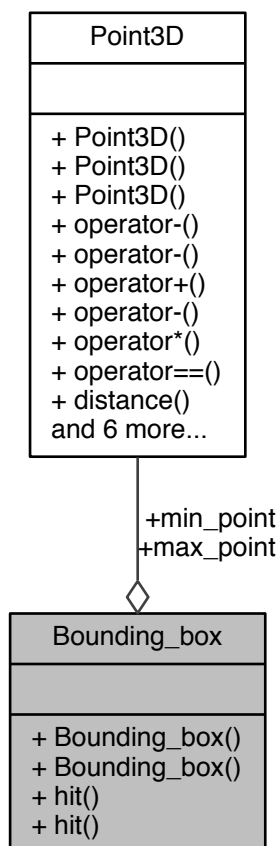 Point3D
+ Point3D()
+ Point3D()
+ Point3D()
+ operator-()
+ operator-()
+ operator+()
+ operator-()
+ operator*()
+ operator==()
+ distance()
and 6 more...
+min_point
+max_point
Bounding_box
+ Bounding_box()
+ Bounding_box()
+ hit()
+ hit()